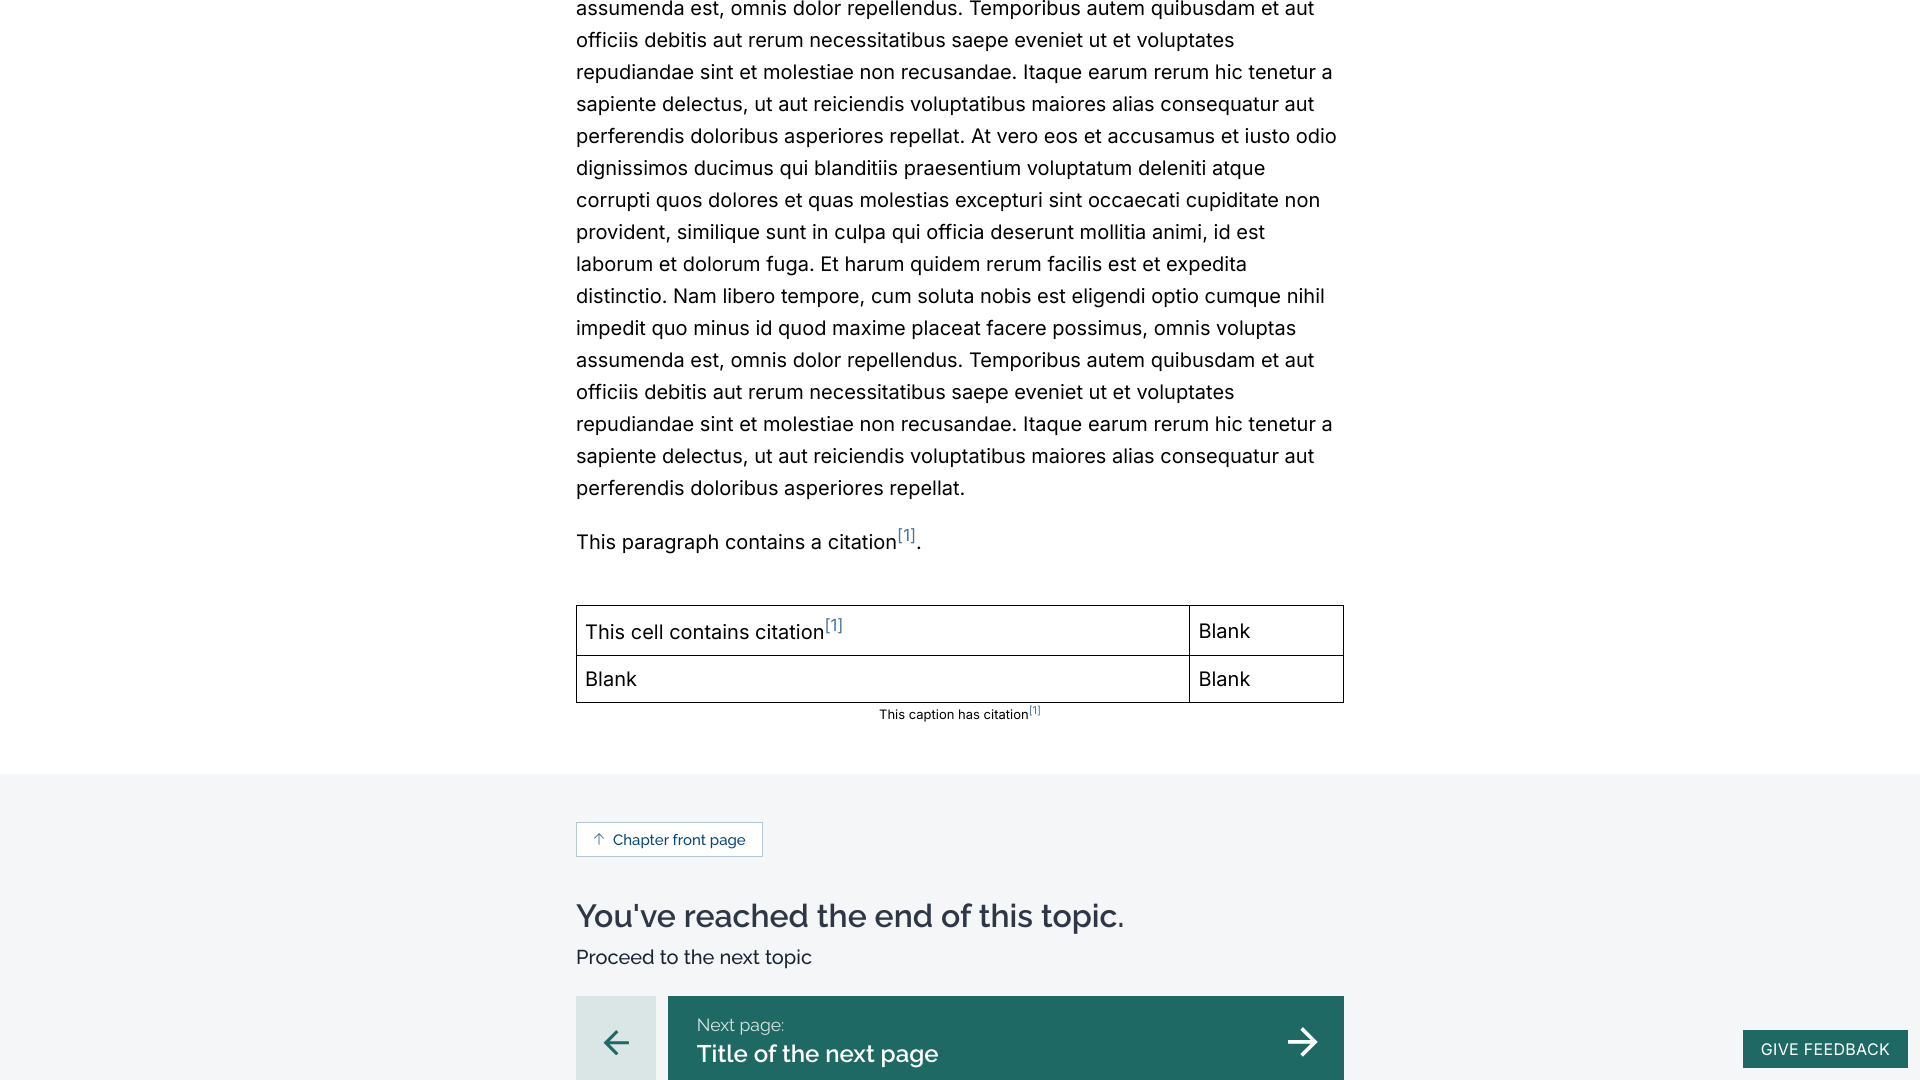 assumenda est, omnis dolor repellendus. Temporibus autem quibusdam et aut
officiis debitis aut rerum necessitatibus saepe eveniet ut et voluptates
repudiandae sint et molestiae non recusandae. Itaque earum rerum hic tenetur a
sapiente delectus, ut aut reiciendis voluptatibus maiores alias consequatur aut
perferendis doloribus asperiores repellat. At vero eos et accusamus et iusto odio
dignissimos ducimus qui blanditiis praesentium voluptatum deleniti atque
corrupti quos dolores et quas molestias excepturi sint occaecati cupiditate non
provident, similique sunt in culpa qui officia deserunt mollitia animi, id est
laborum et dolorum fuga. Et harum quidem rerum facilis est et expedita
distinctio. Nam libero tempore, cum soluta nobis est eligendi optio cumque nihil
impedit quo minus id quod maxime placeat facere possimus, omnis voluptas
assumenda est, omnis dolor repellendus. Temporibus autem quibusdam et aut
officiis debitis aut rerum necessitatibus saepe eveniet ut et voluptates
repudiandae sint et molestiae non recusandae. Itaque earum rerum hic tenetur a
sapiente delectus, ut aut reiciendis voluptatibus maiores alias consequatur aut
perferendis doloribus asperiores repellat.
This paragraph contains a citation[1].
This cell contains citation[1] Blank
Blank Blank
This caption has citation[1]
Chapter front page
You've reached the end of this topic.
Proceed to the next topic
Next page:
Title of the next page
GIVE FEEDBACK